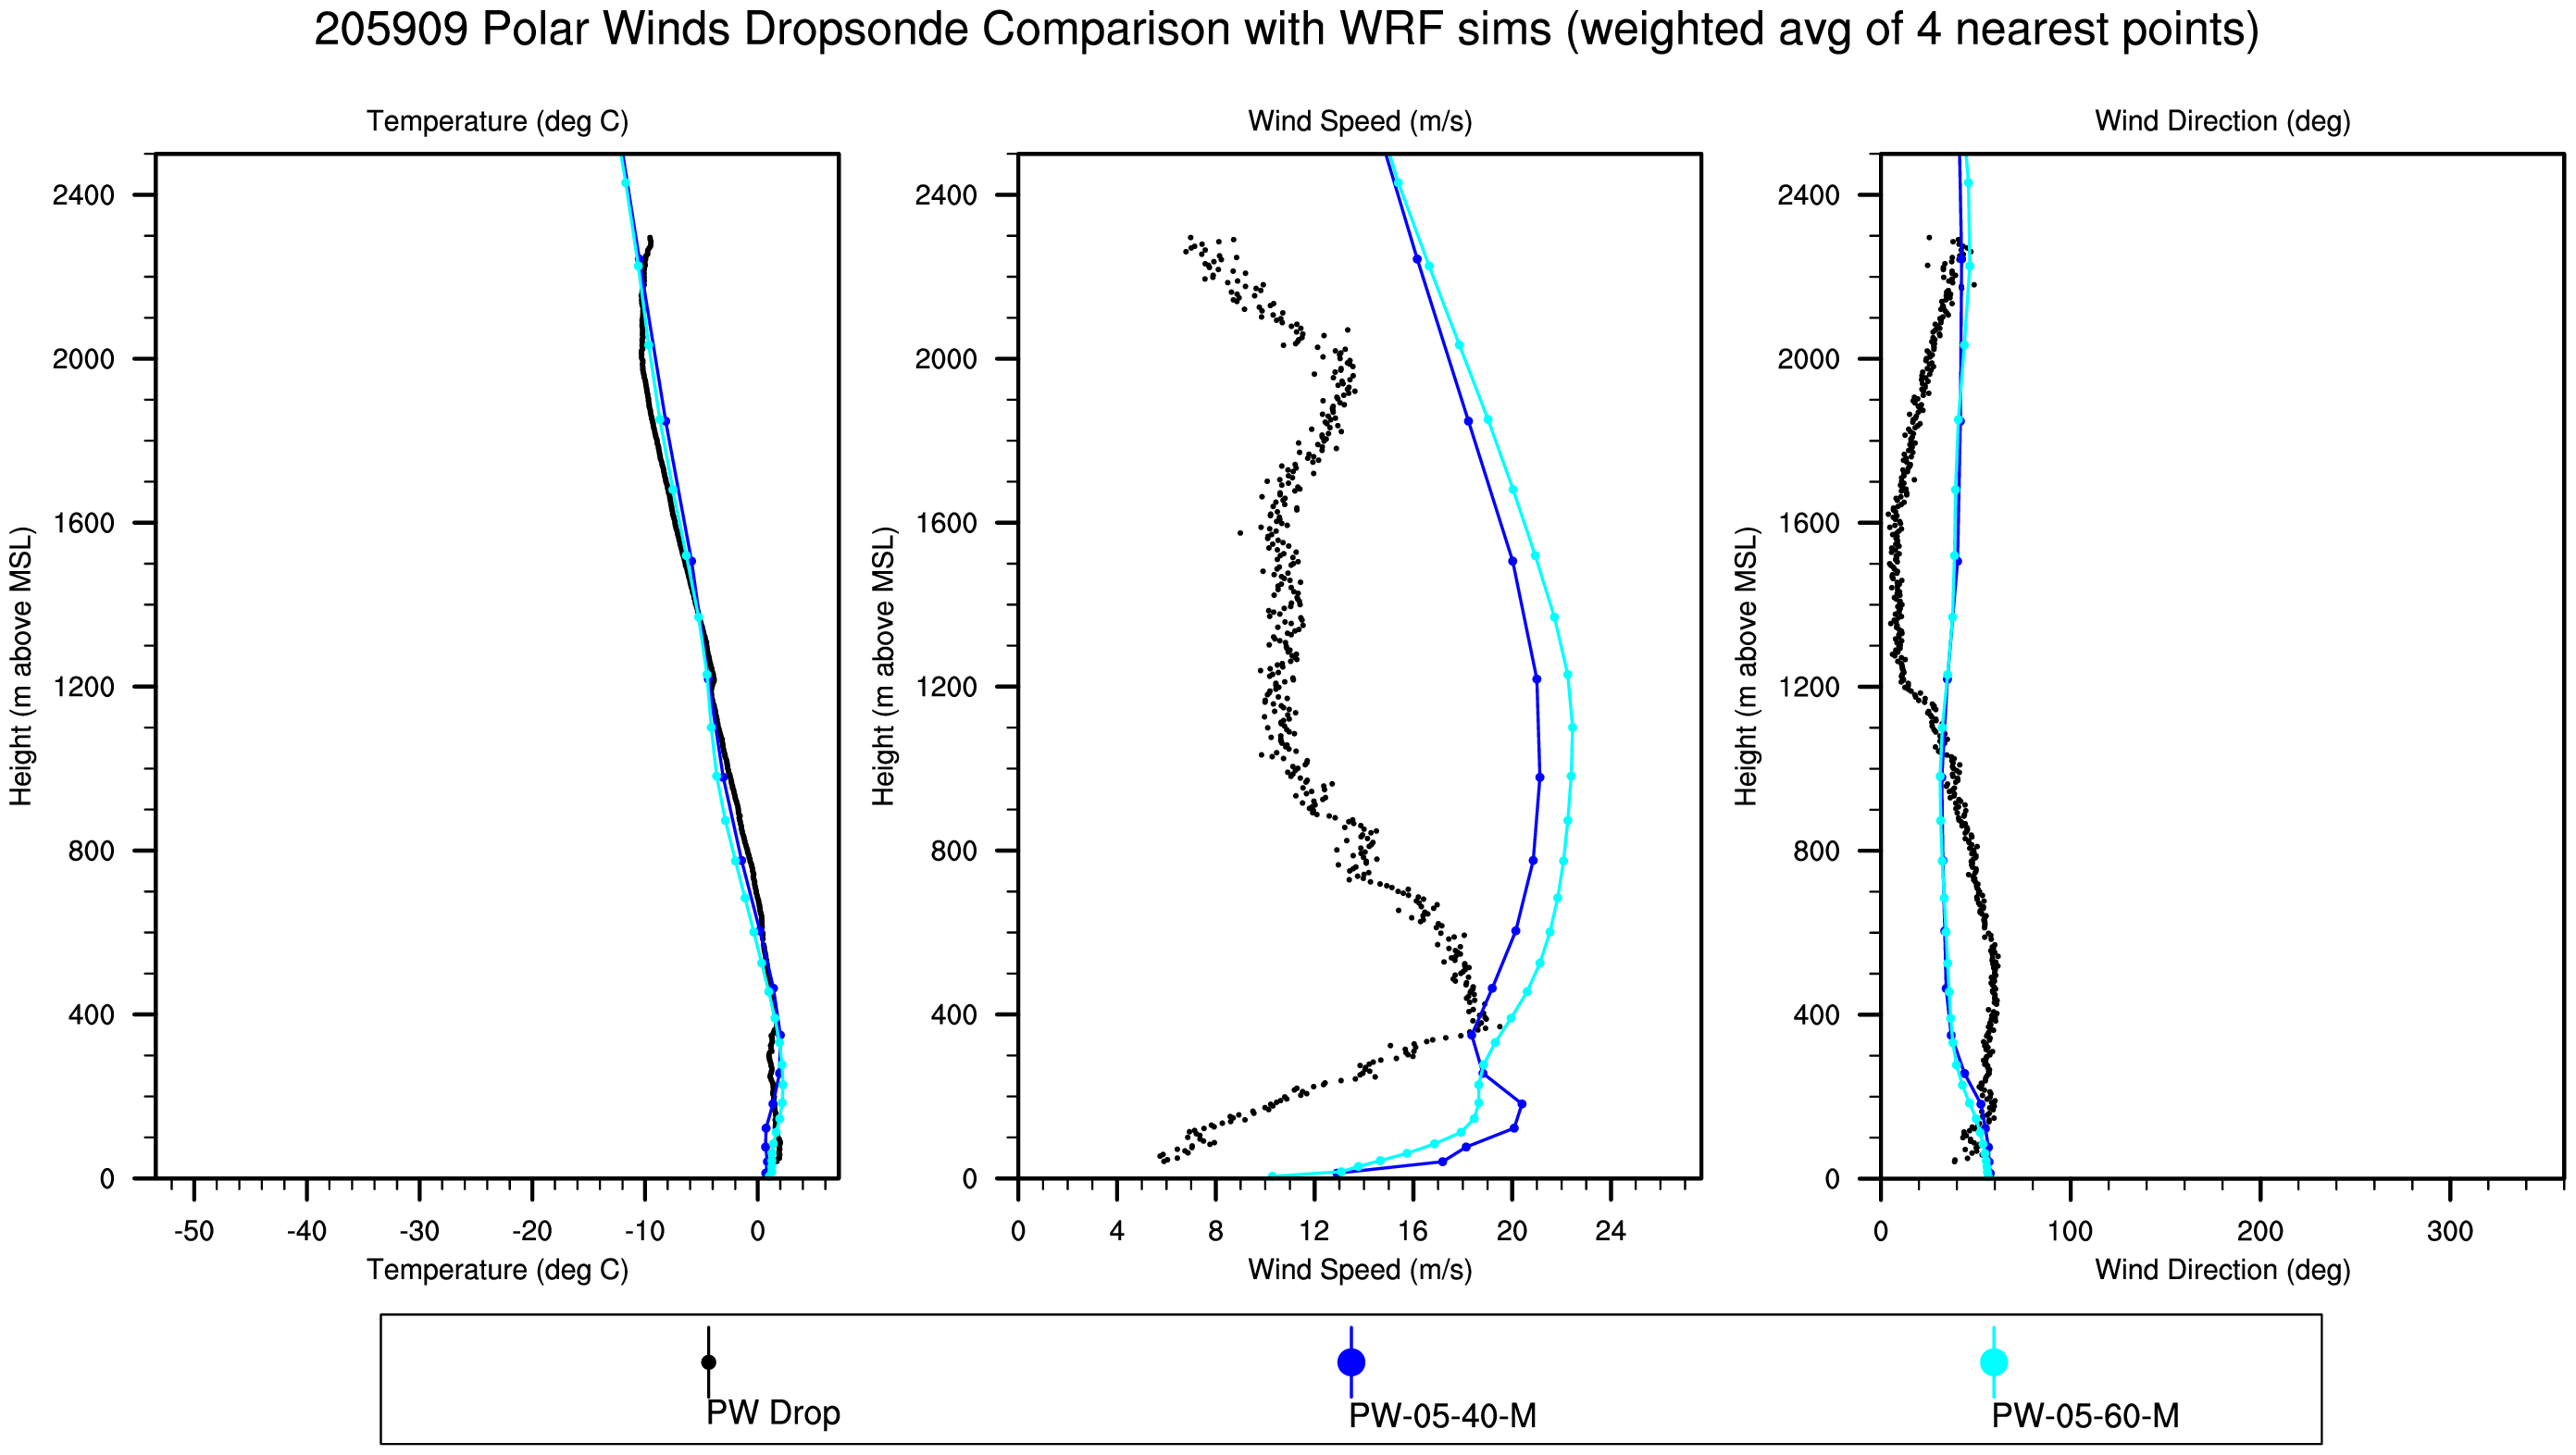 205909 Polar Winds Dropsonde Comparison with WRF sims (weighted avg of 4 nearest points)
Temperature (deg C)
Wind Speed (m/s)
Wind Direction (deg)
Height (m above MSL)
2400
2000
1600
1200
800
400
0
-50 -40 -30 -20 -10 0
Temperature (deg C)
Height (m above MSL)
2400
2000
1600
1200
800
400
0
0 4 8 12 16 20 24
Wind Speed (m/s)
Height (m above MSL)
2400
2000
1600
1200
800
400
0
0 100 200 300
Wind Direction (deg)
PW Drop
PW-05-40-M
PW-05-60-M